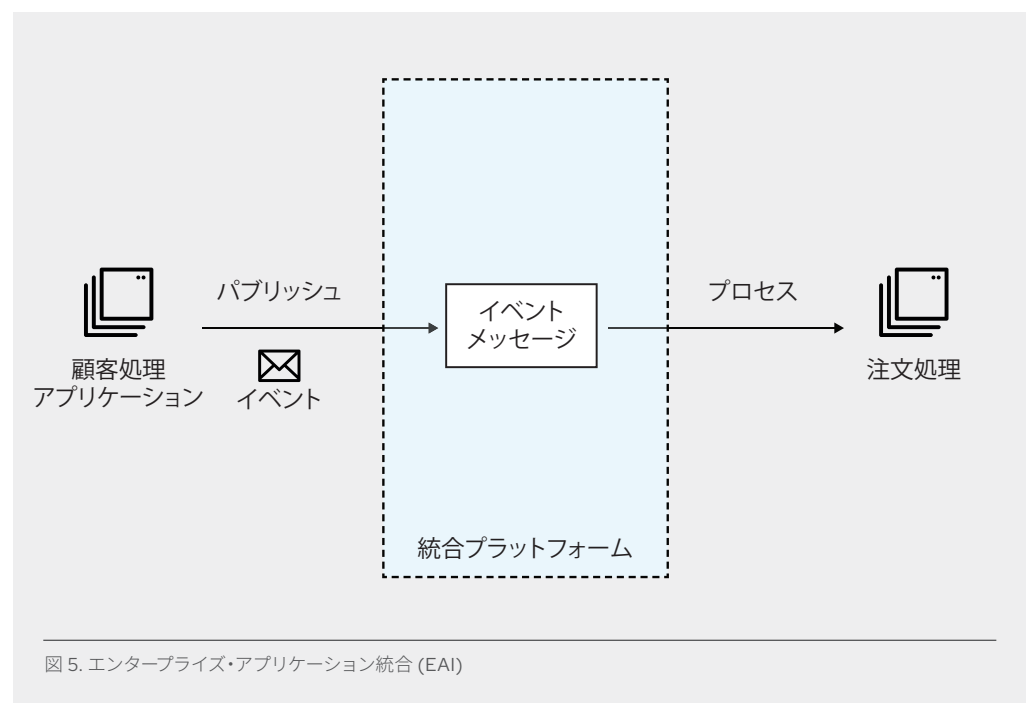 パブリッシュ
プロセス
イベント
メッセージ
顧客処理
アプリケーション
イベント
注文処理
統合プラットフォーム
図 5. エンタープライズ・アプリケーション統合 (EAI)